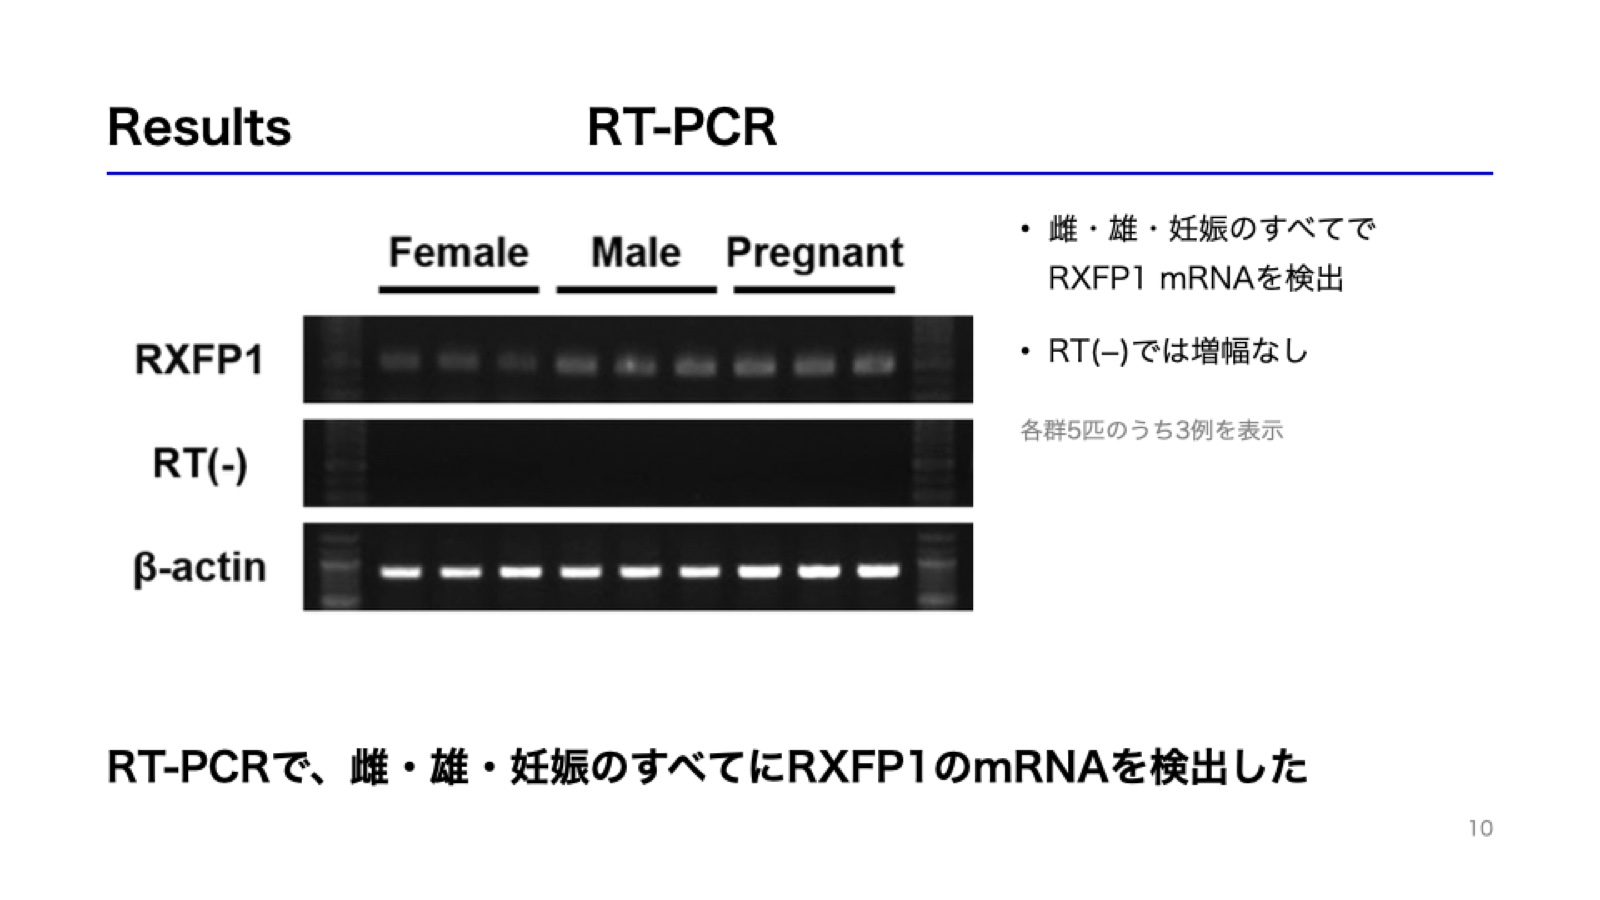 Results
RT-PCR
Female Male Pregnant
RXFP1
RT(-)
β-actin
• 雌・雄・妊娠のすべてで
RXFP1 mRNAを検出
• RT(–)では増幅なし
各群5匹のうち3例を表示
RT-PCRで、雌・雄・妊娠のすべてにRXFP1のmRNAを検出した
10